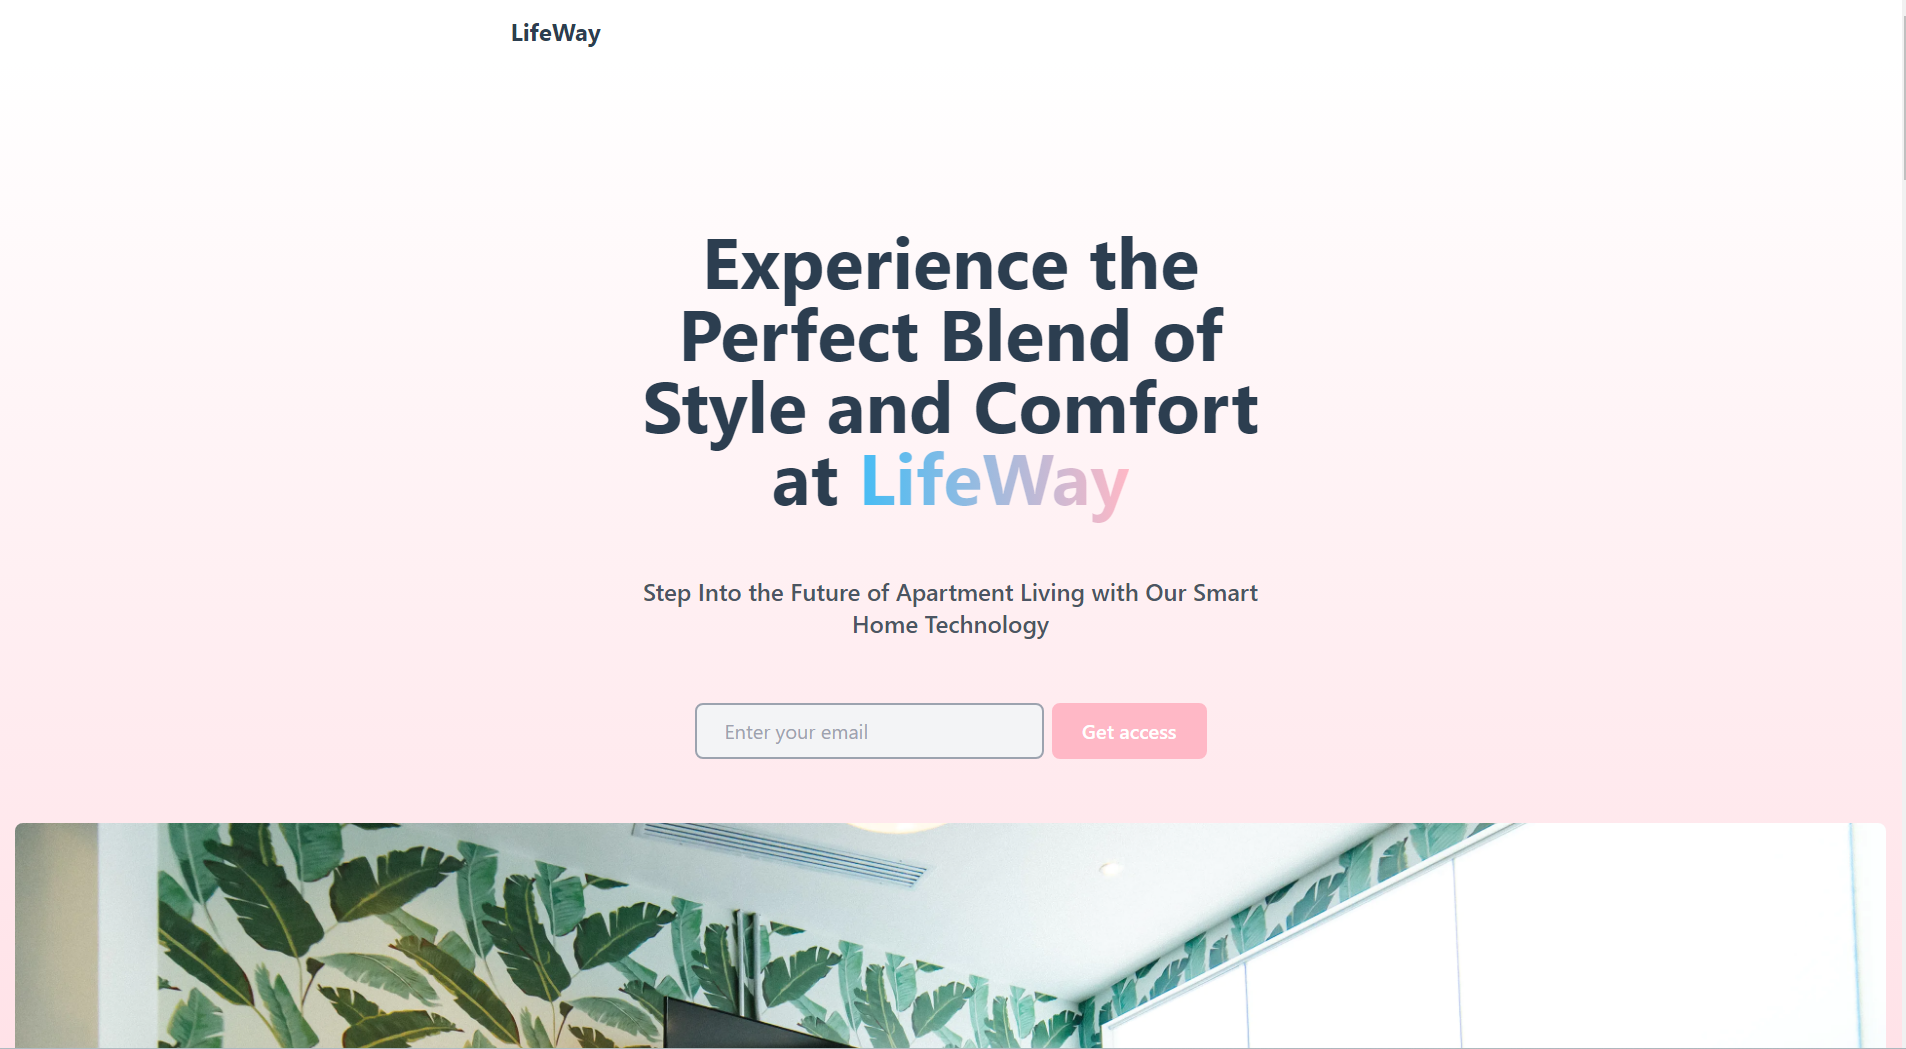 LifeWay
Experience the
Perfect Blend of
Style and Comfort
at LifeWay
Step Into the Future of Apartment Living with Our Smart
Home Technology
Enter your email
Get access